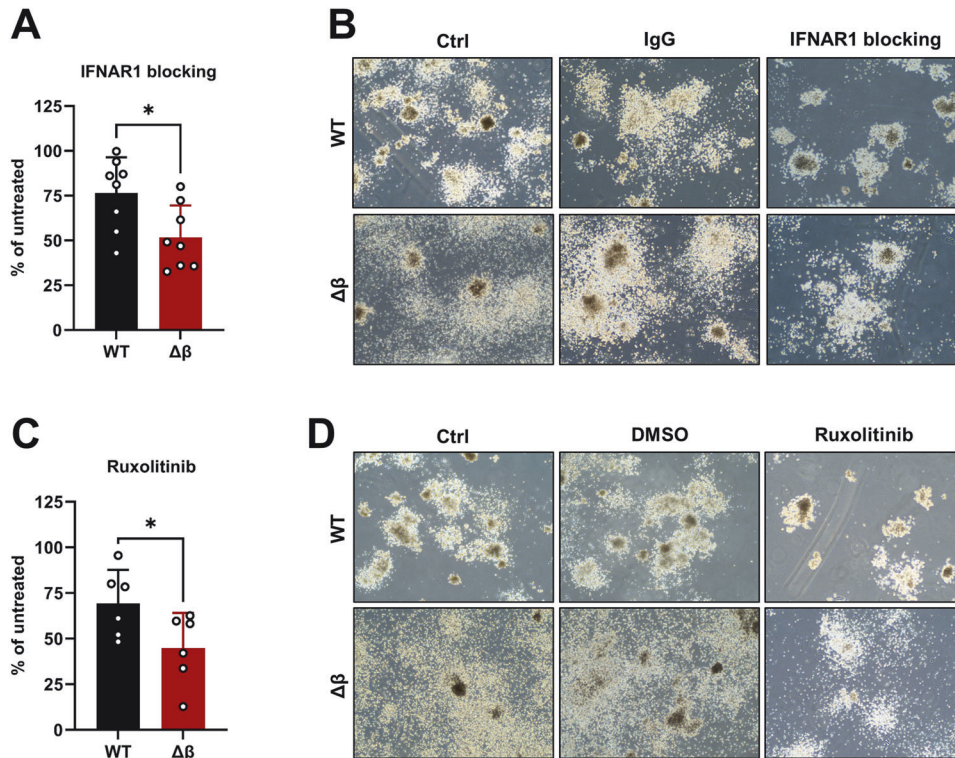 A
IFNAR1 blocking
% of untreated
125
100
75
50
25
0
*
WT
Δβ
B
Ctrl
IgG
IFNAR1 blocking
WT
Δβ
C
Ruxolitinib
% of untreated
125
100
75
50
25
0
*
WT
Δβ
D
Ctrl
DMSO
Ruxolitinib
WT
Δβ